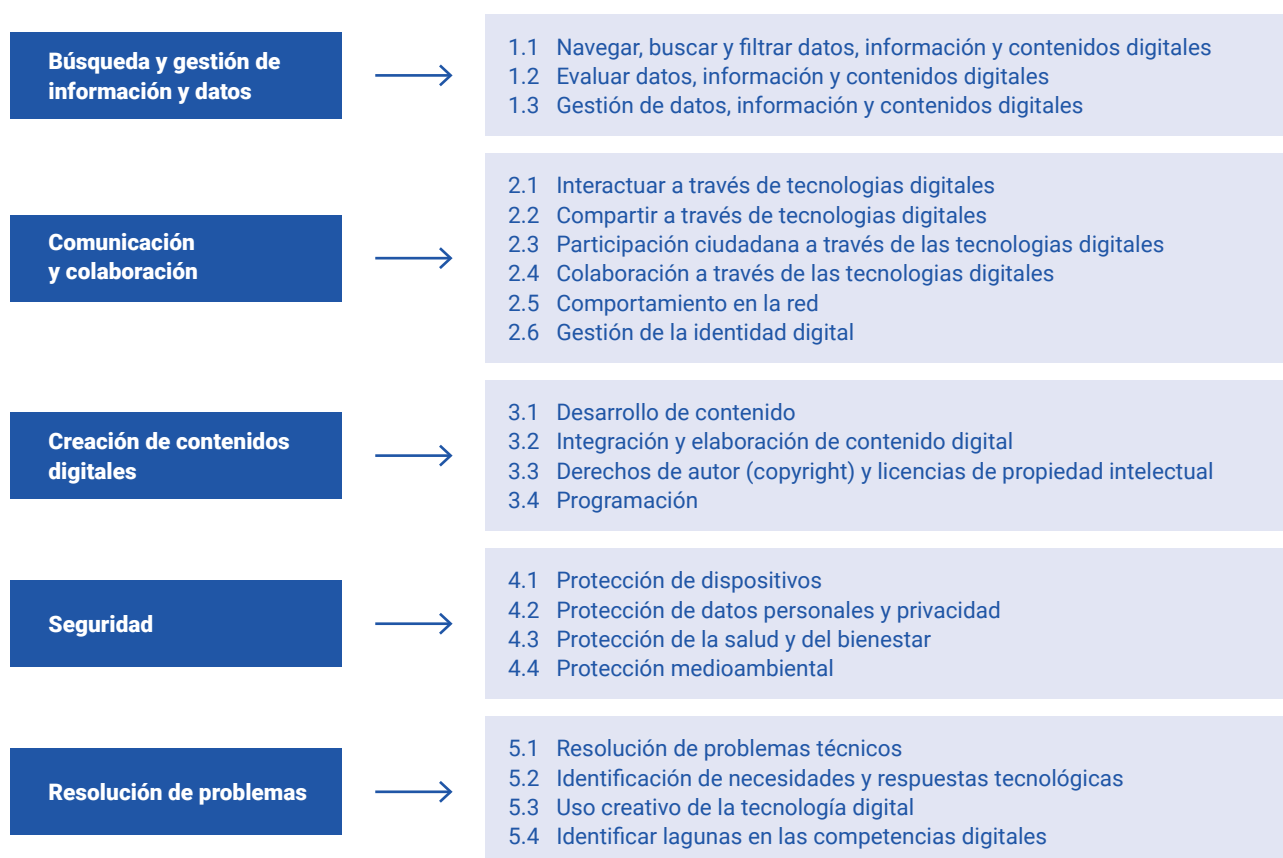 Búsqueda y gestión de
información y datos
1.1 Navegar, buscar y filtrar datos, información y contenidos digitales
1.2 Evaluar datos, información y contenidos digitales
1.3 Gestión de datos, información y contenidos digitales
Comunicación
y colaboración
2.1 Interactuar a través de tecnologias digitales
2.2 Compartir a través de tecnologias digitales
2.3 Participación ciudadana a través de las tecnologias digitales
2.4 Colaboración a través de las tecnologias digitales
2.5 Comportamiento en la red
2.6 Gestión de la identidad digital
Creación de contenidos
digitales
3.1 Desarrollo de contenido
3.2 Integración y elaboración de contenido digital
3.3 Derechos de autor (copyright) y licencias de propiedad intelectual
3.4 Programación
Seguridad
4.1 Protección de dispositivos
4.2 Protección de datos personales y privacidad
4.3 Protección de la salud y del bienestar
4.4 Protección medioambiental
Resolución de problemas
5.1 Resolución de problemas técnicos
5.2 Identificación de necesidades y respuestas tecnológicas
5.3 Uso creativo de la tecnología digital
5.4 Identificar lagunas en las competencias digitales